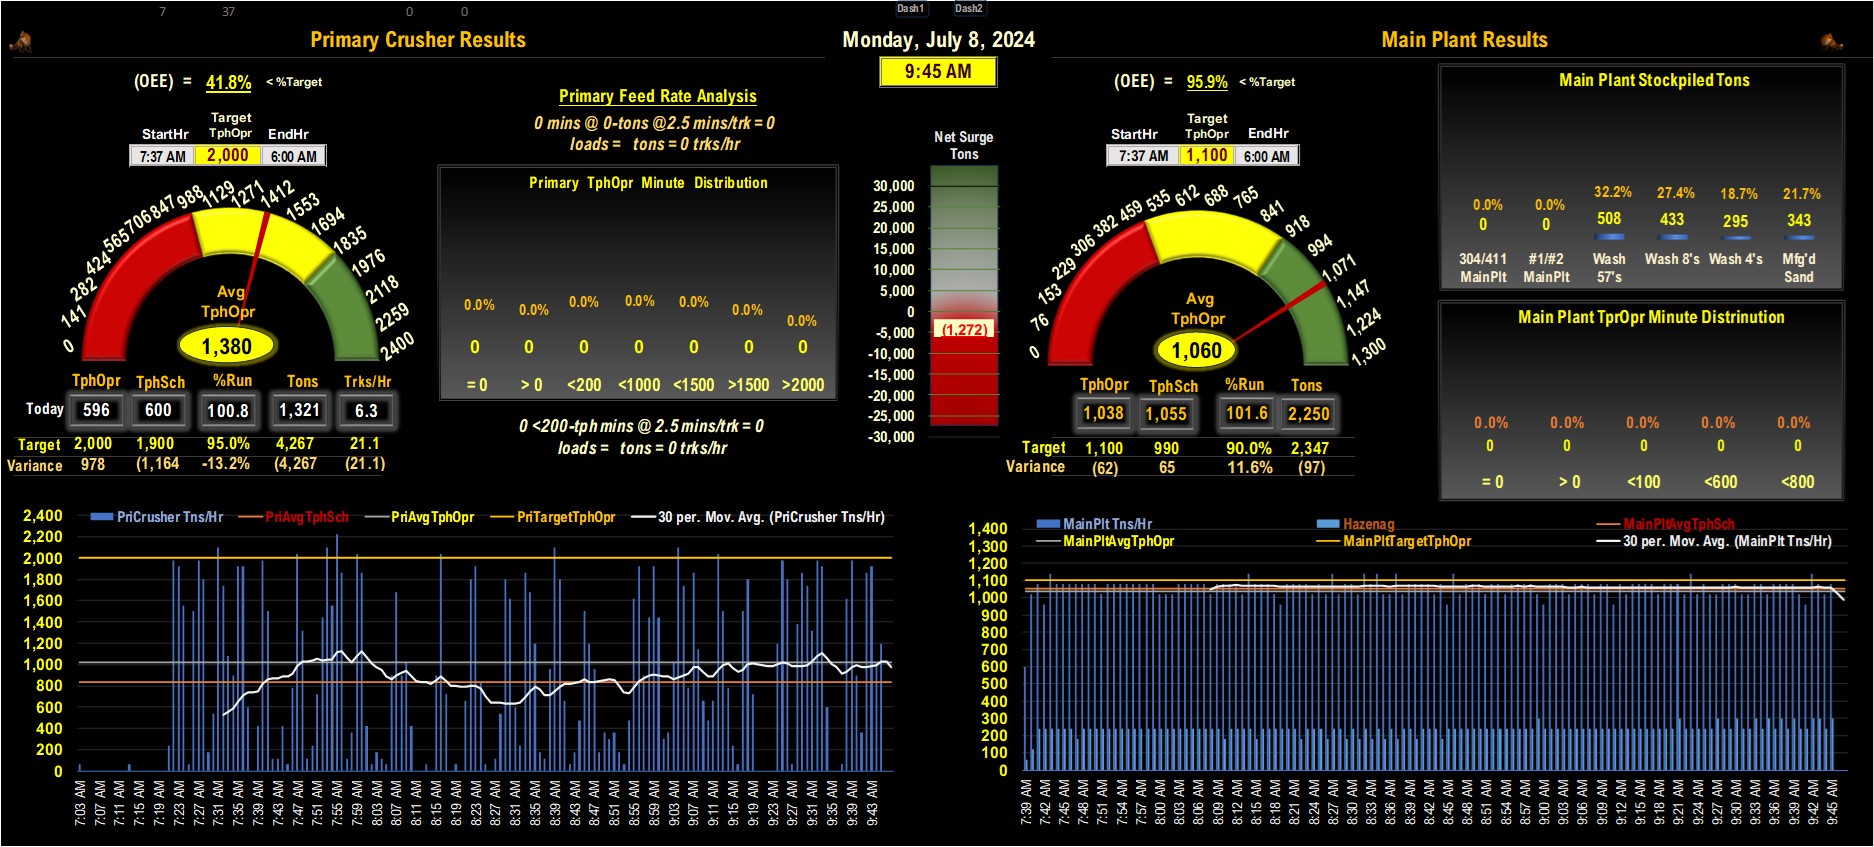 7 37 0 0 Dash1 Dash2
Primary Crusher Results
Monday, July 8, 2024
Main Plant Results
9:45 AM
(OEE) = 41.8% < %Target
Target
StartHr TphOpr EndHr
7:37 AM 2,000 6:00 AM
0 141 282 424 565 706 847 988 1129 1271 1412 1553 1694 1835 1976 2118 2259 2400
Avg
TphOpr
1,380
TphOpr TphSch %Run Tons Trks/Hr
Today 596 600 100.8 1,321 6.3
Target 2,000 1,900 95.0% 4,267 21.1
Variance 978 (1,164 -13.2% (4,267 (21.1)
Primary Feed Rate Analysis
0 mins @ 0-tons @2.5 mins/trk = 0
loads = tons = 0 trks/hr
Primary TphOpr Minute Distribution
0.0% 0.0% 0.0% 0.0% 0.0% 0.0% 0.0%
0 0 0 0 0 0 0
= 0 > 0 <200 <1000 <1500 >1500 >2000
0 <200-tph mins @ 2.5 mins/trk = 0
loads = tons = 0 trks/hr
Net Surge
Tons
30,000
25,000
20,000
15,000
10,000
5,000
0
-5,000
-10,000
-15,000
-20,000
-25,000
-30,000
(1,272)
(OEE) = 95.9% < %Target
Target
StartHr TphOpr EndHr
7:37 AM 1,100 6:00 AM
0 76 153 229 306 382 459 535 612 688 765 841 918 994 1,071 1,147 1,224 1,300
Avg
TphOpr
1,060
TphOpr TphSch %Run Tons
1,038 1,055 101.6 2,250
Target 1,100 990 90.0% 2,347
Variance (62) 65 11.6% (97)
Main Plant Stockpiled Tons
0.0% 0.0% 32.2% 27.4% 18.7% 21.7%
0 0 508 433 295 343
304/411 #1/#2 Wash Wash 8's Wash 4's Mfg'd
MainPlt MainPlt 57's Sand
Main Plant TprOpr Minute Distrinution
0.0% 0.0% 0.0% 0.0% 0.0%
0 0 0 0 0
= 0 > 0 <100 <600 <800
PriCrusher Tns/Hr PriAvgTphSch PriAvgTphOpr PriTargetTphOpr 30 per. Mov. Avg. (PriCrusher Tns/Hr)
2,400
2,200
2,000
1,800
1,600
1,400
1,200
1,000
800
600
400
200
0
7:03 AM 7:07 AM 7:11 AM 7:15 AM 7:19 AM 7:23 AM 7:27 AM 7:31 AM 7:35 AM 7:39 AM 7:43 AM 7:47 AM 7:51 AM 7:55 AM 7:59 AM 8:03 AM 8:07 AM 8:11 AM 8:15 AM 8:19 AM 8:23 AM 8:27 AM 8:31 AM 8:35 AM 8:39 AM 8:43 AM 8:47 AM 8:51 AM 8:55 AM 8:59 AM 9:03 AM 9:07 AM 9:11 AM 9:15 AM 9:19 AM 9:23 AM 9:27 AM 9:31 AM 9:35 AM 9:39 AM 9:43 AM
MainPlt Tns/Hr Hazenag MainPltAvgTphSch
MainPltAvgTphOpr MainPltTargetTphOpr 30 per. Mov. Avg. (MainPlt Tns/Hr)
1,400
1,300
1,200
1,100
1,000
900
800
700
600
500
400
300
200
100
0
7:39 AM 7:42 AM 7:45 AM 7:48 AM 7:51 AM 7:54 AM 7:57 AM 8:00 AM 8:03 AM 8:06 AM 8:09 AM 8:12 AM 8:15 AM 8:18 AM 8:21 AM 8:24 AM 8:27 AM 8:30 AM 8:33 AM 8:36 AM 8:39 AM 8:42 AM 8:45 AM 8:48 AM 8:51 AM 8:54 AM 8:57 AM 9:00 AM 9:03 AM 9:06 AM 9:09 AM 9:12 AM 9:15 AM 9:18 AM 9:21 AM 9:24 AM 9:27 AM 9:30 AM 9:33 AM 9:36 AM 9:39 AM 9:42 AM 9:45 AM